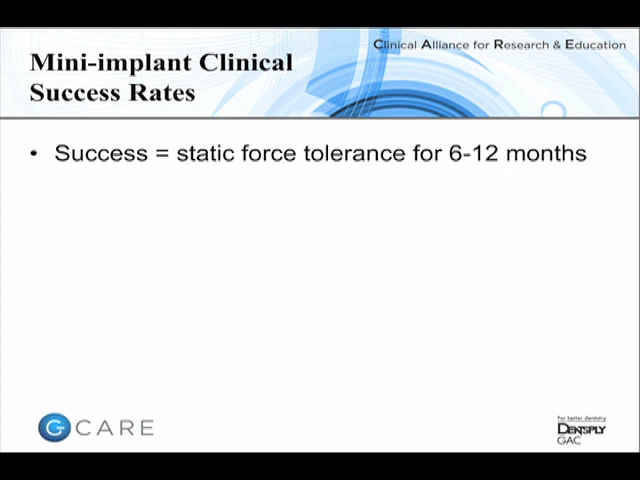 Clinical Alliance for Research & Education
Mini-implant Clinical
Success Rates
• Success = static force tolerance for 6-12 months
G CARE
For better dentistry
DENTSPLY
GAC